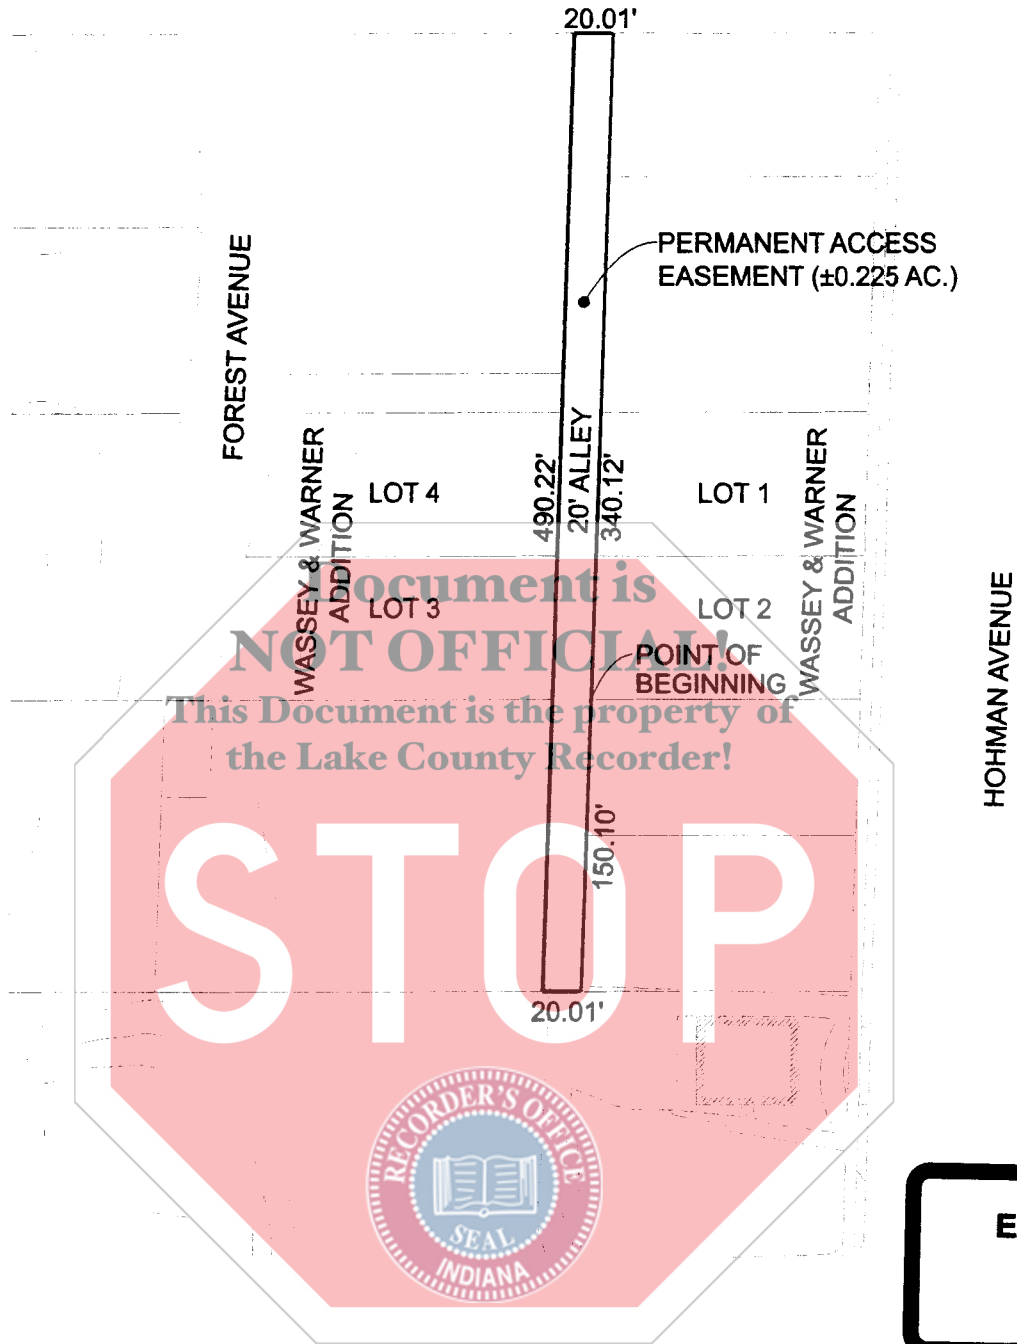 20.01'
PERMANENT ACCESS
EASEMENT (±0.225 AC.)
FOREST AVENUE
WASSEY & WARNER
ADDITION
LOT 4
490.22'
20' ALLEY
340.12'
LOT 1
WASSEY & WARNER
ADDITION
HOHMAN AVENUE
Document is
LOT 3
LOT 2
NOT OFFICIAL!
POINT OF
BEGINNING
This Document is the property of
the Lake County Recorder!
150.10'
STOP
20.01'
RECORDER'S OFFICE
SEAL
INDIANA
E